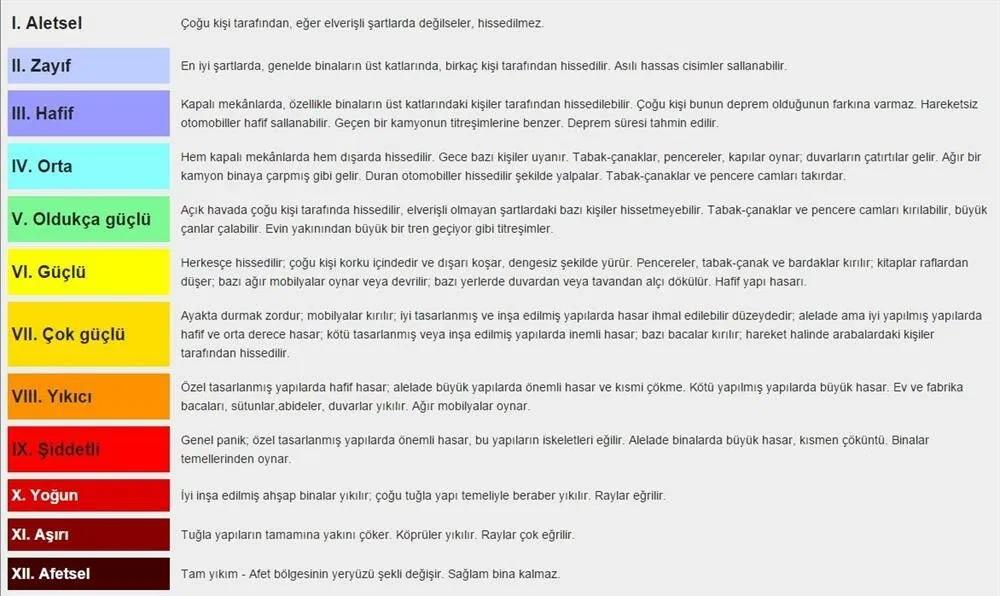 I. Aletsel
Çoğu kişi tarafından, eğer elverişli şartlarda değilseler, hissedilmez.
II. Zayıf
En iyi şartlarda, genelde binaların üst katlarında, birkaç kişi tarafından hissedilir. Asılı hassas cisimler sallanabilir.
III. Hafif
Kapalı mekânlarda, özellikle binaların üst katlarındaki kişiler tarafından hissedilebilir. Çoğu kişi bunun deprem olduğunun farkına varmaz. Hareketsiz
otomobiller hafif sallanabilir. Geçen bir kamyonun titreşimlerine benzer. Deprem süresi tahmin edilir.
IV. Orta
Hem kapalı mekânlarda hem dışarda hissedilir. Gece bazı kişiler uyanır. Tabak-çanaklar, pencereler, kapılar oynar; duvarların çatırtılar gelir. Ağır bir
kamyon binaya çarpmış gibi gelir. Duran otomobiller hissedilir şekilde yalpalar. Tabak-çanaklar ve pencere camları takırdar.
V. Oldukça güçlü
Açık havada çoğu kişi tarafında hissedilir, elverişli olmayan şartlardaki bazı kişiler hissetmeyebilir. Tabak-çanaklar ve pencere camları kırılabilir, büyük
çanlar çalabilir. Evin yakınından büyük bir tren geçiyor gibi titreşimler.
VI. Güçlü
Herkesçe hissedilir; çoğu kişi korku içindedir ve dışarı koşar, dengesiz şekilde yürür. Pencereler, tabak-çanak ve bardaklar kırılır; kitaplar raflardan
düşer; bazı ağır mobilyalar oynar veya devrilir; bazı yerlerde duvardan veya tavandan alçı dökülür. Hafif yapı hasarı.
VII. Çok güçlü
Ayakta durmak zordur; mobilyalar kırılır; iyi tasarlanmış ve inşa edilmiş yapılarda hasar ihmal edilebilir düzeydedir; alelade ama iyi yapılmış yapılarda
hafif ve orta derece hasar; kötü tasarlanmış veya inşa edilmiş yapılarda inemli hasar; bazı bacalar kırılır; hareket halinde arabalardaki kişiler
tarafından hissedilir.
VIII. Yıkıcı
Özel tasarlanmış yapılarda hafif hasar; alelade büyük yapılarda önemli hasar ve kısmi çökme. Kötü yapılmış yapılarda büyük hasar. Ev ve fabrika
bacaları, sütunlar,abideler, duvarlar yıkılır. Ağır mobilyalar oynar.
IX. Şiddetli
Genel panik; özel tasarlanmış yapılarda önemli hasar, bu yapıların iskeletleri eğilir. Alelade binalarda büyük hasar, kısmen çöküntü. Binalar
temellerinden oynar.
X. Yoğun
İyi inşa edilmiş ahşap binalar yıkılır; çoğu tuğla yapı temeliyle beraber yıkılır. Raylar eğrilir.
XI. Aşırı
Tuğla yapıların tamamına yakını çöker. Köprüler yıkılır. Raylar çok eğrilir.
XII. Afetsel
Tam yıkım - Afet bölgesinin yeryüzü şekli değişir. Sağlam bina kalmaz.